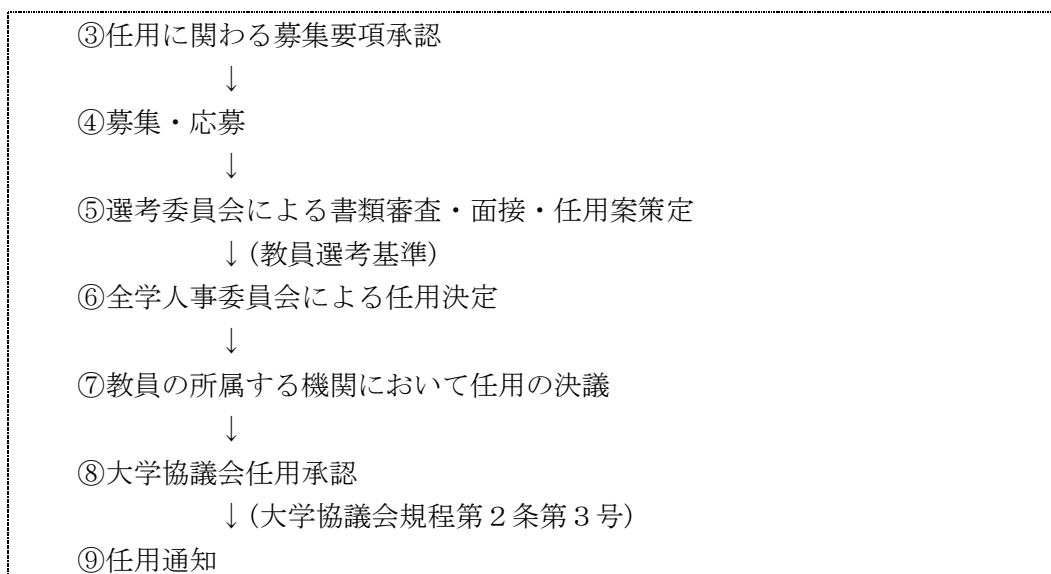 ③任用に関わる募集要項承認
↓
④募集・応募
↓
⑤選考委員会による書類審査・面接・任用案策定
↓(教員選考基準)
⑥全学人事委員会による任用決定
↓
⑦教員の所属する機関において任用の決議
↓
⑧大学協議会任用承認
↓(大学協議会規程第２条第３号)
⑨任用通知